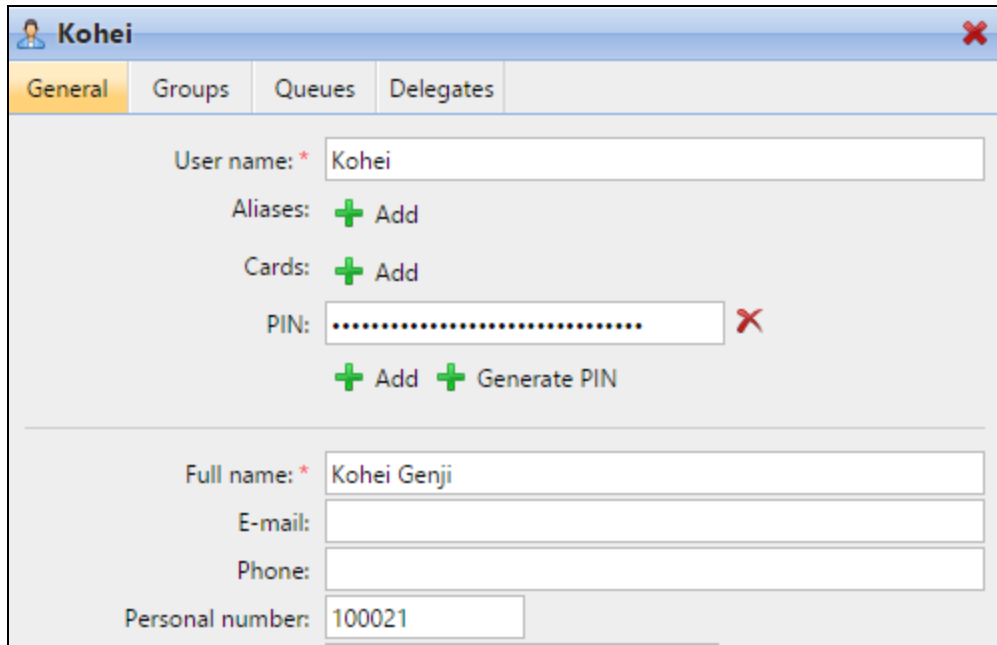 Kohei
General Groups Queues Delegates
User name: * Kohei
Aliases: Add
Cards: Add
PIN: ••••••••••••••••••••••••••••••••
Add Generate PIN
Full name: * Kohei Genji
E-mail:
Phone:
Personal number: 100021